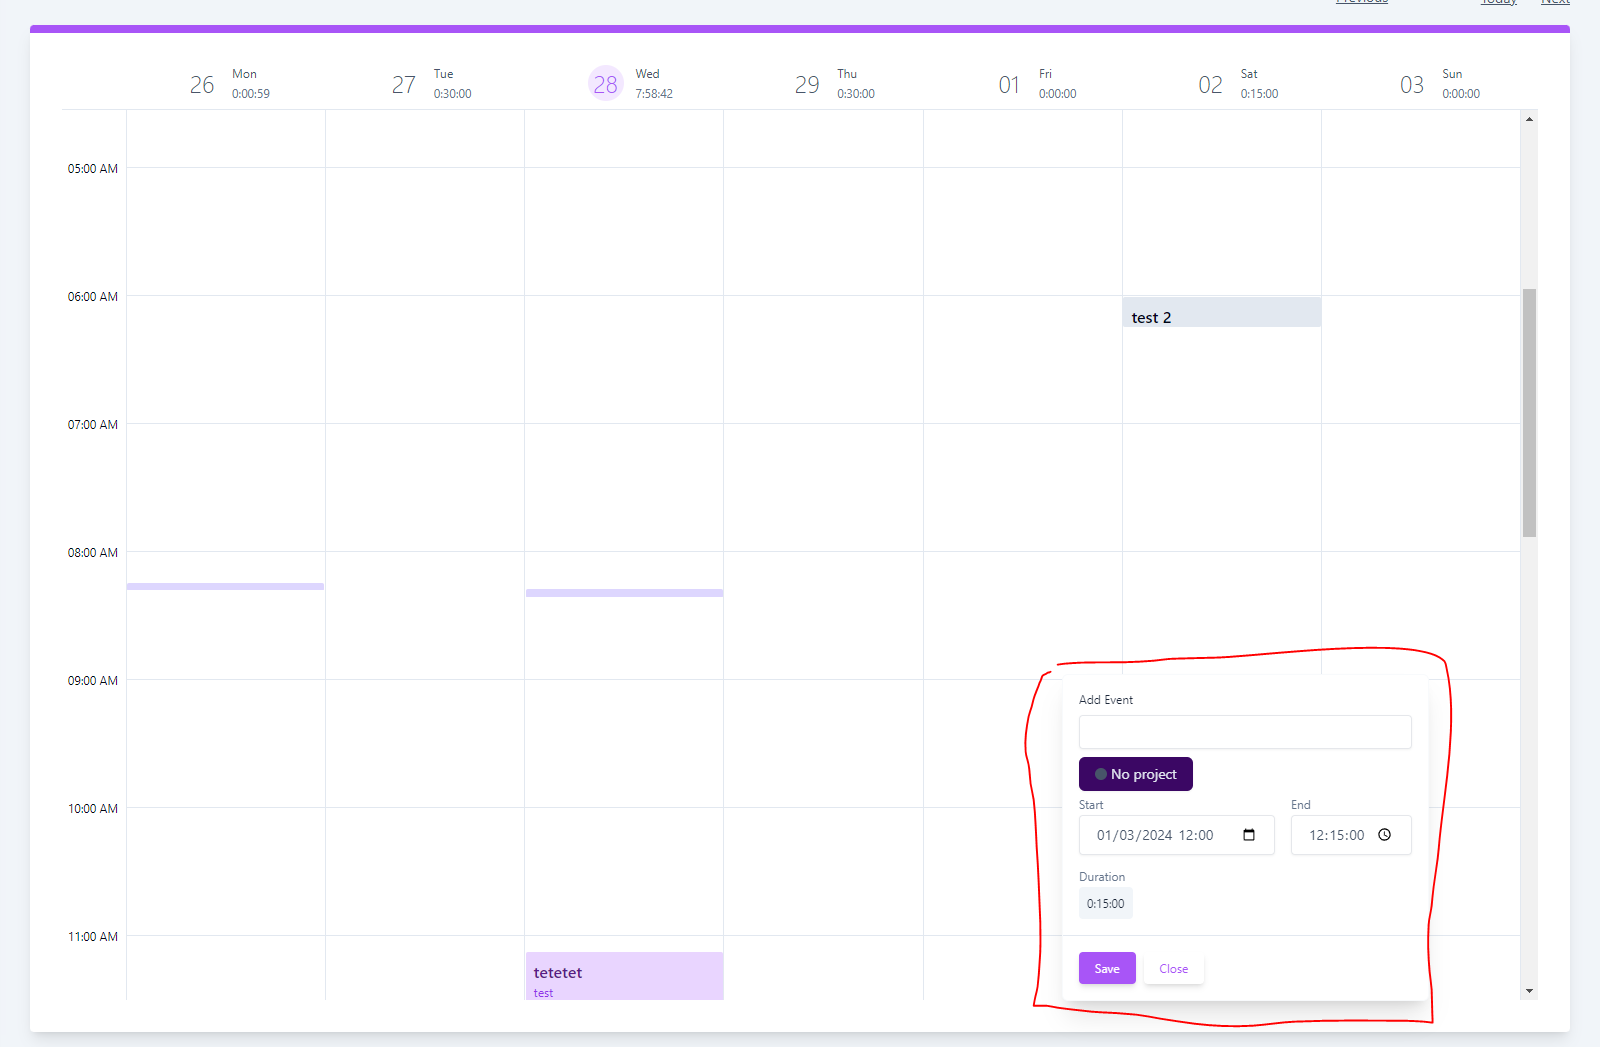 Previous Today Next
26 Mon 0:00:59 27 Tue 0:30:00 28 Wed 7:58:42 29 Thu 0:30:00 01 Fri 0:00:00 02 Sat 0:15:00 03 Sun 0:00:00
05:00 AM
06:00 AM
test 2
07:00 AM
08:00 AM
09:00 AM
Add Event
No project
10:00 AM
Start End
01/03/2024 12:00 12:15:00
Duration
0:15:00
11:00 AM
Save Close
tetetet
test